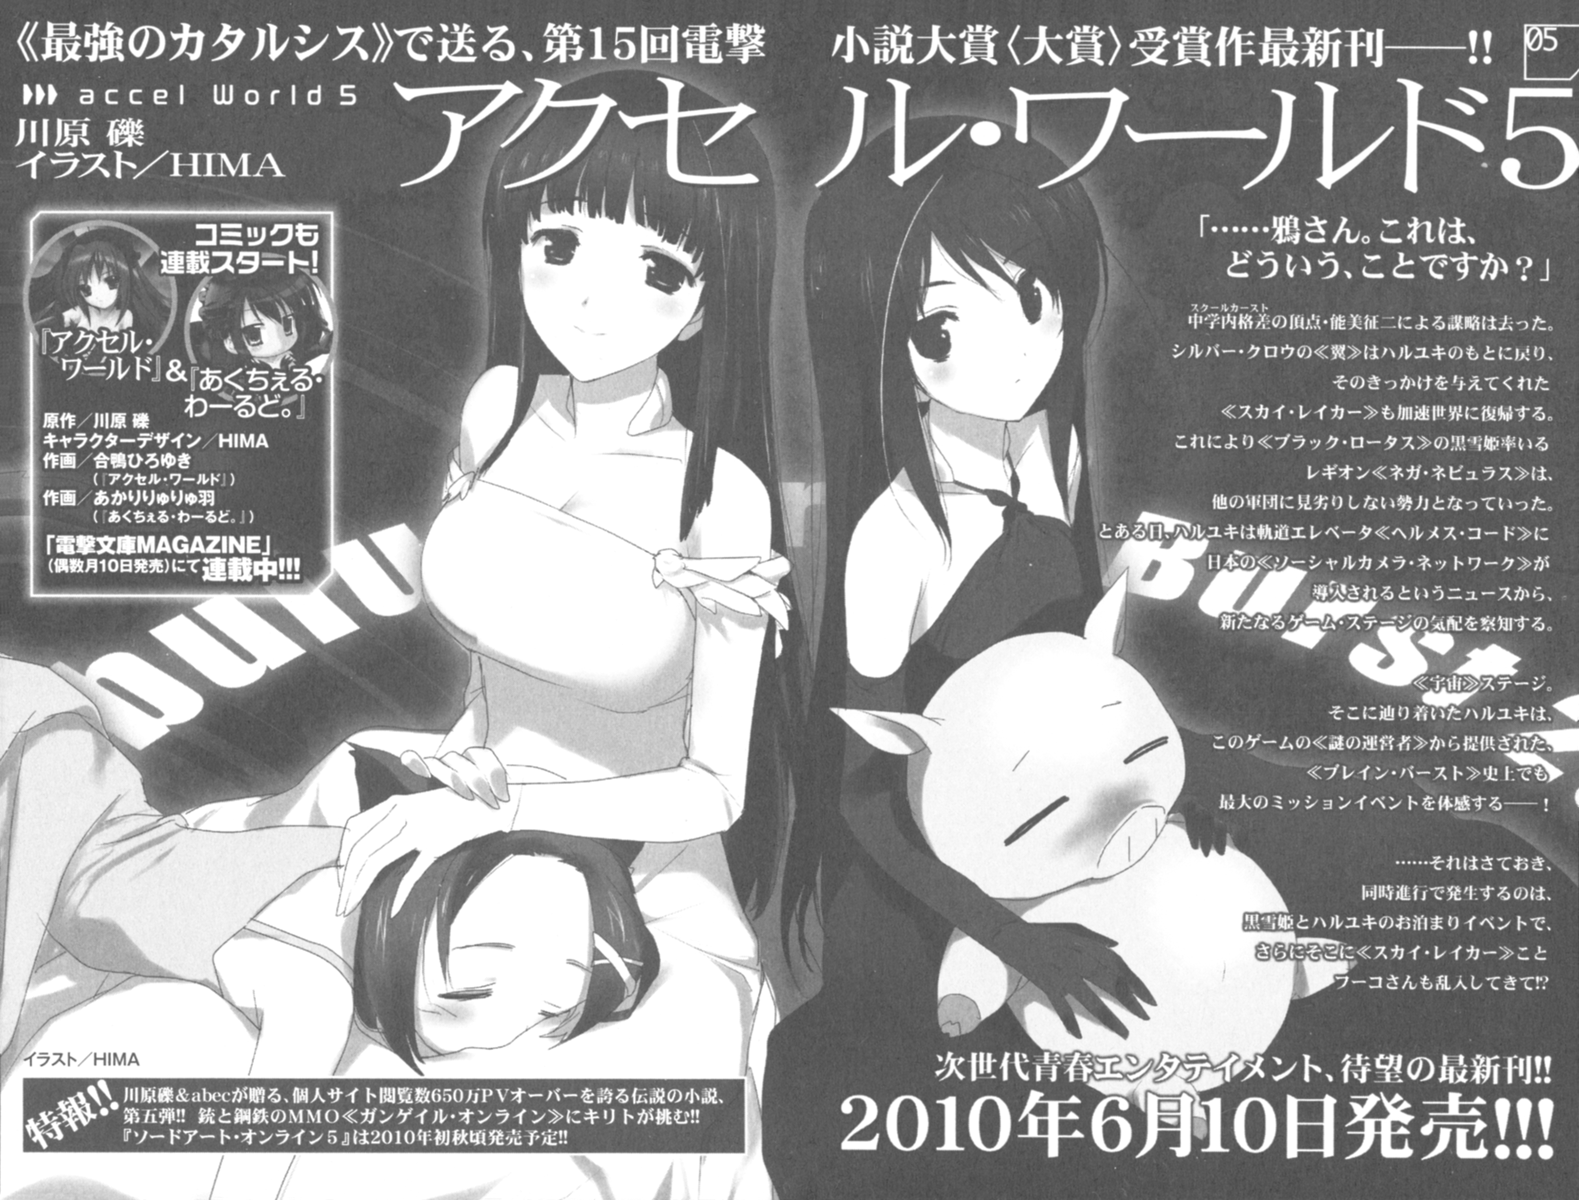 《最強のカタルシス》で送る、第15回電撃小説大賞〈大賞〉受賞作最新刊――!!
05
accel World 5
アクセル・ワールド5
川原 礫
イラスト／HIMA
コミックも
連載スタート!
『アクセル・
ワールド』&『あくちぇる・
わーるど。』
原作／川原 礫
キャラクターデザイン／HIMA
作画／合鴨ひろゆき
(『アクセル・ワールド』)
作画／あかりりゅりゅ羽
(『あくちぇる・わーるど。』)
「電撃文庫MAGAZINE」
(偶数月10日発売)にて 連載中!!!
「……鴉さん。これは、
どういう、ことですか？」
スクールカースト
中学内格差の頂点・能美征二による謀略は去った。
シルバー・クロウの≪翼≫はハルユキのもとに戻り、
そのきっかけを与えてくれた
≪スカイ・レイカー≫も加速世界に復帰する。
これにより≪ブラック・ロータス≫の黒雪姫率いる
レギオン≪ネガ・ネビュラス≫は、
他の軍団に見劣りしない勢力となっていった。
とある日、ハルユキは軌道エレベータ≪ヘルメス・コード≫に
日本の≪ソーシャルカメラ・ネットワーク≫が
導入されるというニュースから、
新たなるゲーム・ステージの気配を察知する。
≪宇宙≫ステージ。
そこに辿り着いたハルユキは、
このゲームの≪謎の運営者≫から提供された、
≪ブレイン・バースト≫史上でも
最大のミッションイベントを体感する――！
……それはさておき、
同時進行で発生するのは、
黒雪姫とハルユキのお泊まりイベントで、
さらにそこに≪スカイ・レイカー≫こと
フーコさんも乱入してきて!?
Burst
イラスト／HIMA
次世代青春エンタテイメント、待望の最新刊!!
2010年6月10日発売!!!
特報!!
川原礫＆abecが贈る、個人サイト閲覧数650万PVオーバーを誇る伝説の小説、
第五弾!! 銃と鋼鉄のMMO≪ガンゲイル・オンライン≫にキリトが挑む!!
『ソードアート・オンライン5』は2010年初秋頃発売予定!!